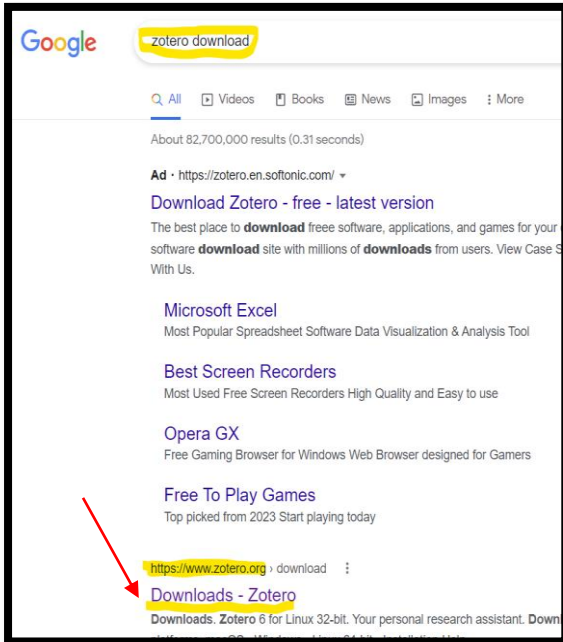 Google
zotero download
All Videos Books News Images More
About 82,700,000 results (0.31 seconds)
Ad · https://zotero.en.softonic.com/
Download Zotero - free - latest version
The best place to download freee software, applications, and games for your
software download site with millions of downloads from users. View Case
With Us.
Microsoft Excel
Most Popular Spreadsheet Software Data Visualization & Analysis Tool
Best Screen Recorders
Most Used Free Screen Recorders High Quality and Easy to use
Opera GX
Free Gaming Browser for Windows Web Browser designed for Gamers
Free To Play Games
Top picked from 2023 Start playing today
https://www.zotero.org › download
Downloads - Zotero
Downloads. Zotero 6 for Linux 32-bit. Your personal research assistant.